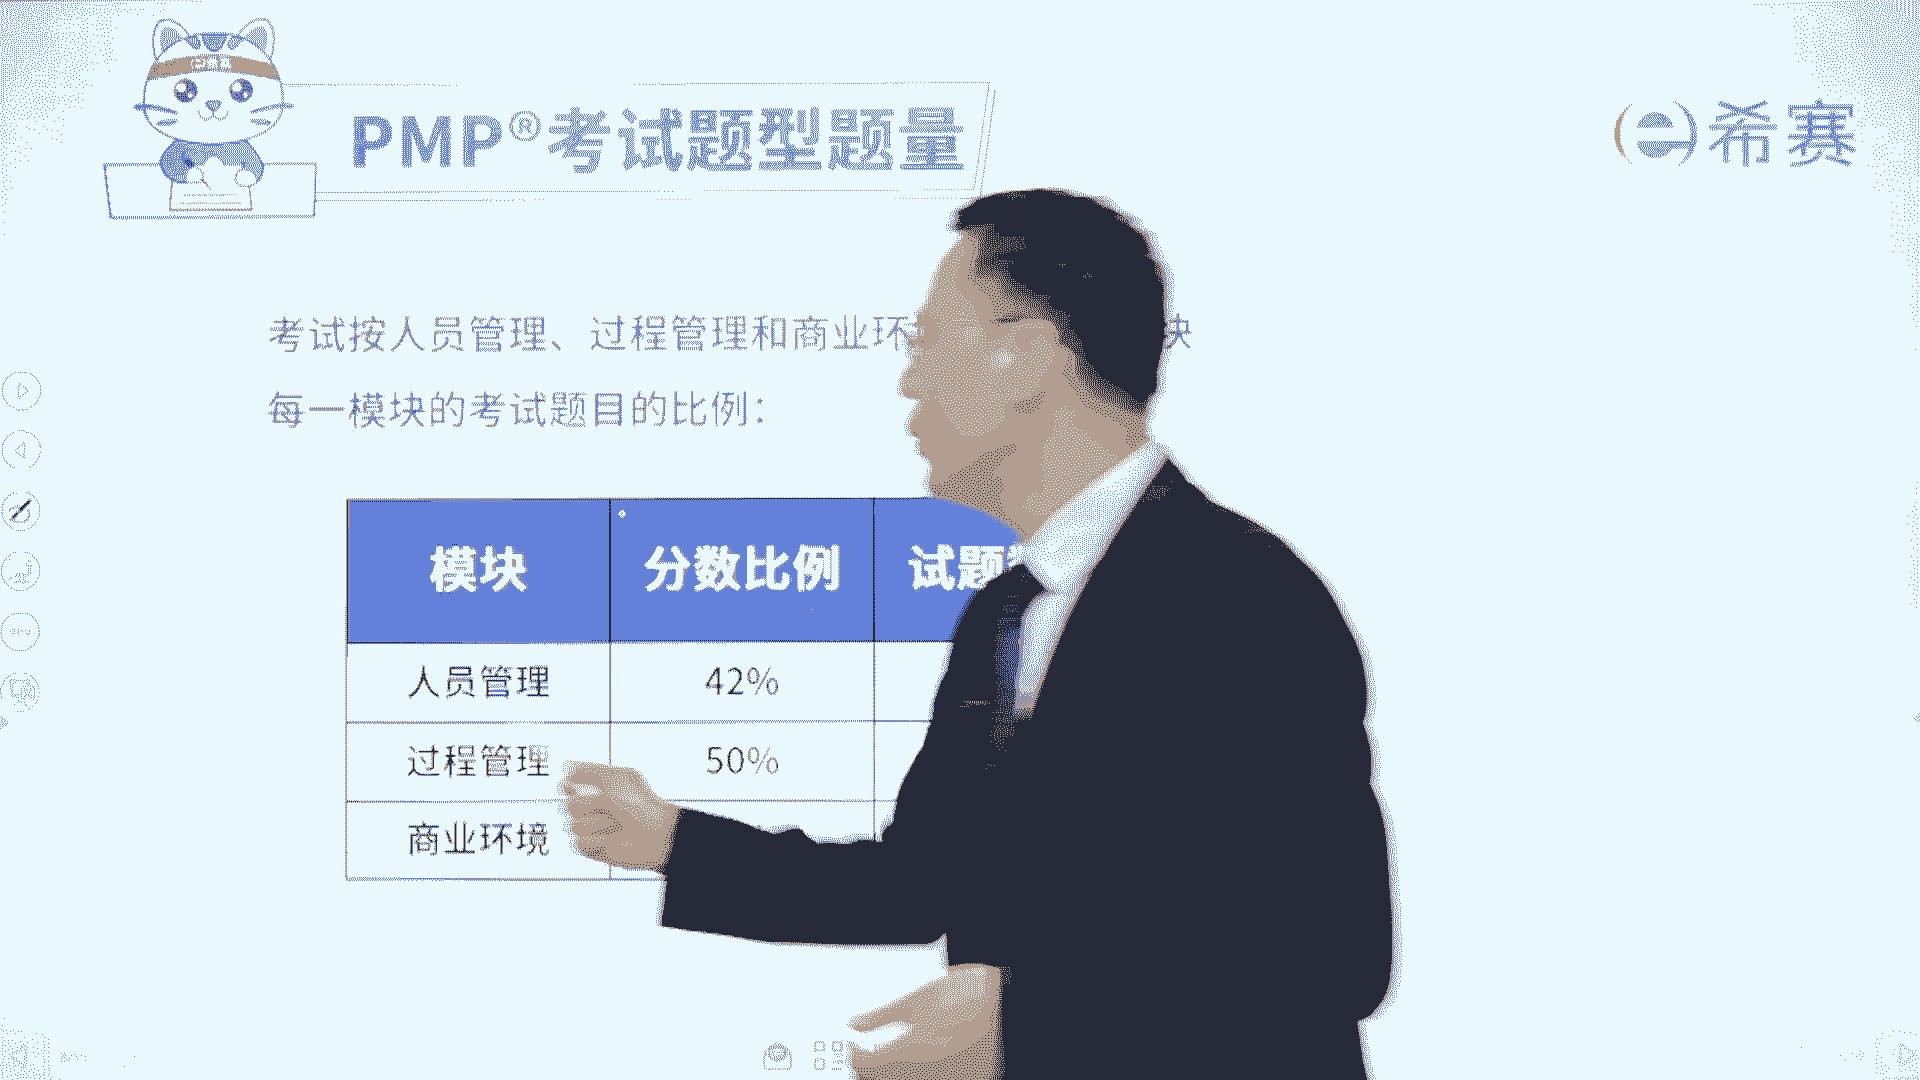 PMP®考试题型题量
希赛
考试按人员管理、过程管理和商业环
块
每一模块的考试题目的比例：
模块 分数比例 试题
人员管理 42%
过程管理 50%
商业环境